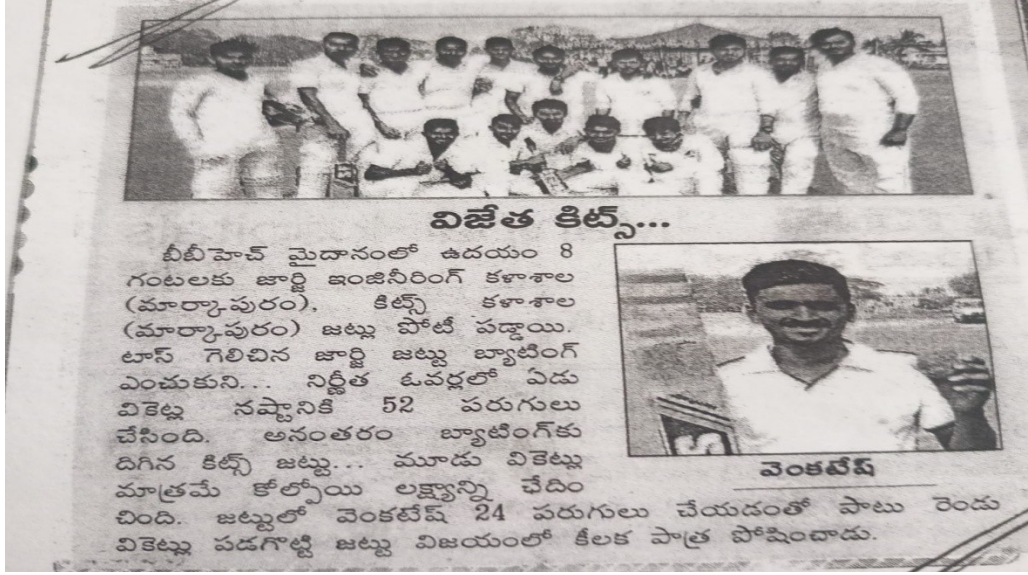 విజేత కిట్స్...
బీబీహెచ్ మైదానంలో ఉదయం 8
గంటలకు జార్జి ఇంజినీరింగ్ కళాశాల
(మార్కాపురం), కిట్స్ కళాశాల
(మార్కాపురం) జట్లు పోటీ పడ్డాయి.
టాస్ గెలిచిన జార్జి జట్టు బ్యాటింగ్
ఎంచుకుని... నిర్ణీత ఓవర్లలో ఏడు
వికెట్ల నష్టానికి 52 పరుగులు
చేసింది. అనంతరం బ్యాటింగ్‌కు
దిగిన కిట్స్ జట్టు... మూడు వికెట్లు
మాత్రమే కోల్పోయి లక్ష్యాన్ని ఛేదిం
చింది. జట్టులో వెంకటేష్ 24 పరుగులు చేయడంతో పాటు రెండు
వికెట్లు పడగొట్టి జట్టు విజయంలో కీలక పాత్ర పోషించాడు.
వెంకటేష్